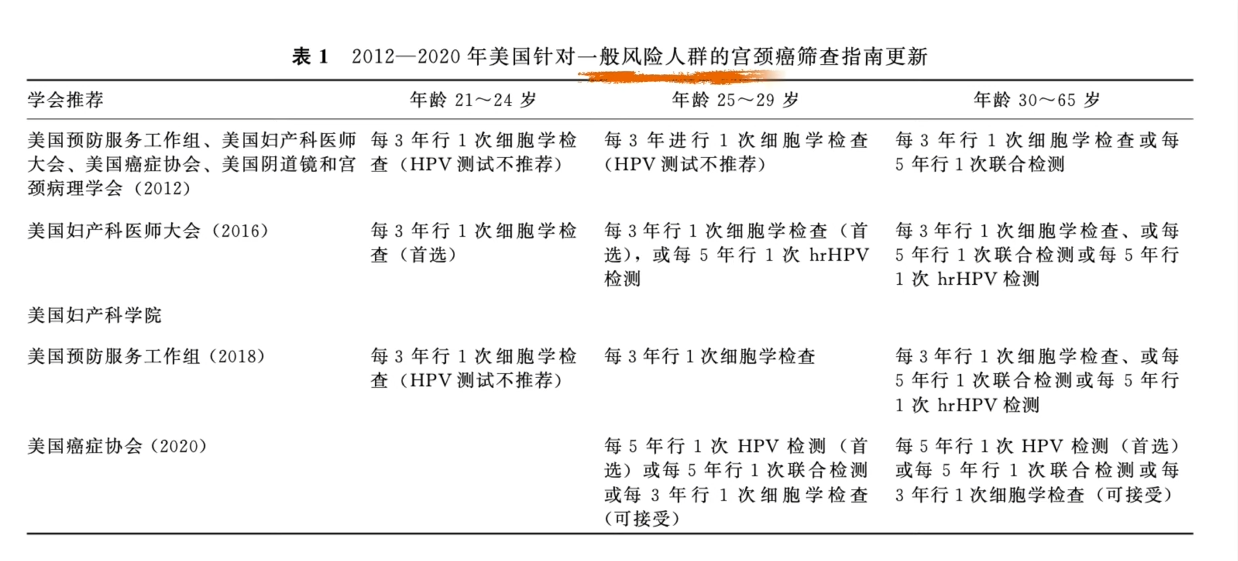 表 1 2012—2020 年美国针对一般风险人群的宫颈癌筛查指南更新
学会推荐 年龄 21～24 岁 年龄 25～29 岁 年龄 30～65 岁
美国预防服务工作组、美国妇产科医师 每 3 年行 1 次细胞学检 每 3 年进行 1 次细胞学检查 每 3 年行 1 次细胞学检查或每
大会、美国癌症协会、美国阴道镜和宫 查（HPV 测试不推荐） （HPV 测试不推荐） 5 年行 1 次联合检测
颈病理学会（2012）
美国妇产科医师大会（2016） 每 3 年行 1 次细胞学检 每 3 年行 1 次细胞学检查（首 每 3 年行 1 次细胞学检查、或每
查（首选） 选），或每 5 年行 1 次 hrHPV 5 年行 1 次联合检测或每 5 年行
检测 1 次 hrHPV 检测
美国妇产科学院
美国预防服务工作组（2018） 每 3 年行 1 次细胞学检 每 3 年行 1 次细胞学检查 每 3 年行 1 次细胞学检查、或每
查（HPV 测试不推荐） 5 年行 1 次联合检测或每 5 年行
1 次 hrHPV 检测
美国癌症协会（2020） 每 5 年行 1 次 HPV 检测（首 每 5 年行 1 次 HPV 检测（首选）
选）或每 5 年行 1 次联合检测 或每 5 年行 1 次联合检测或每
或每 3 年行 1 次细胞学检查 3 年行 1 次细胞学检查（可接受）
（可接受）